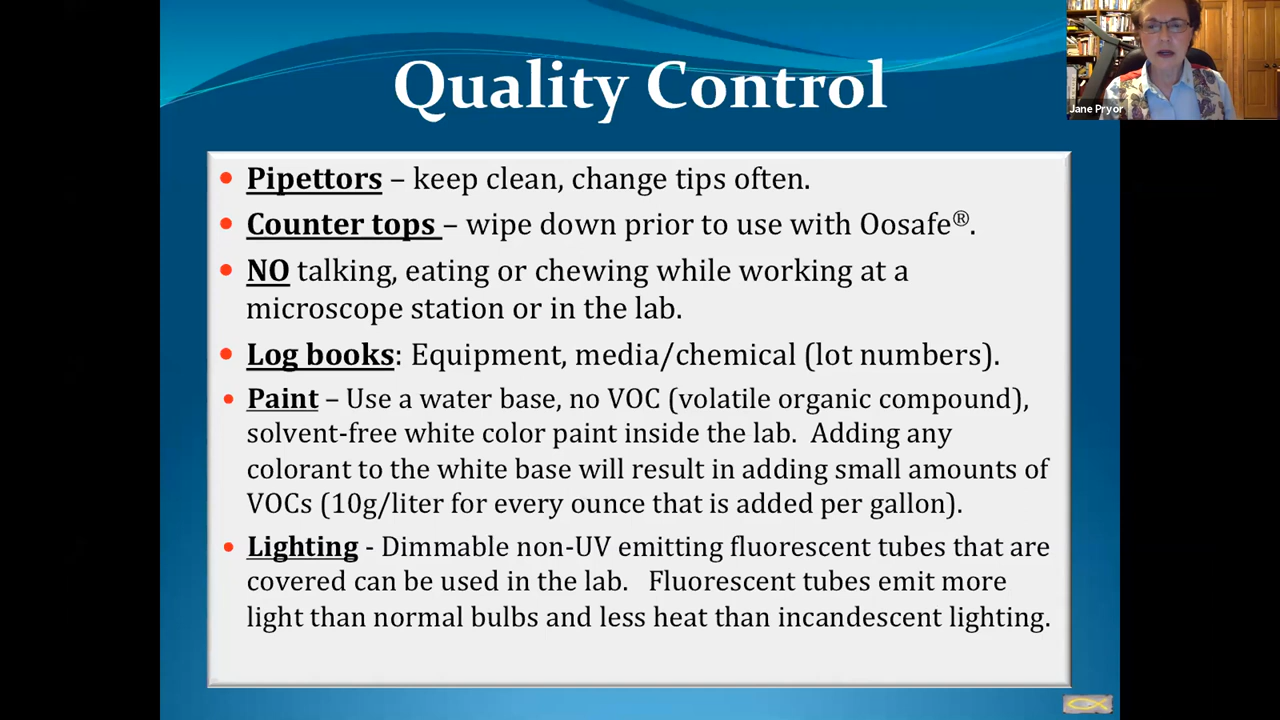 Quality Control
Jane Pryor
• Pipettors – keep clean, change tips often.
• Counter tops – wipe down prior to use with Oosafe®.
• NO talking, eating or chewing while working at a
microscope station or in the lab.
• Log books: Equipment, media/chemical (lot numbers).
• Paint – Use a water base, no VOC (volatile organic compound),
solvent-free white color paint inside the lab.  Adding any
colorant to the white base will result in adding small amounts of
VOCs (10g/liter for every ounce that is added per gallon).
• Lighting - Dimmable non-UV emitting fluorescent tubes that are
covered can be used in the lab.   Fluorescent tubes emit more
light than normal bulbs and less heat than incandescent lighting.